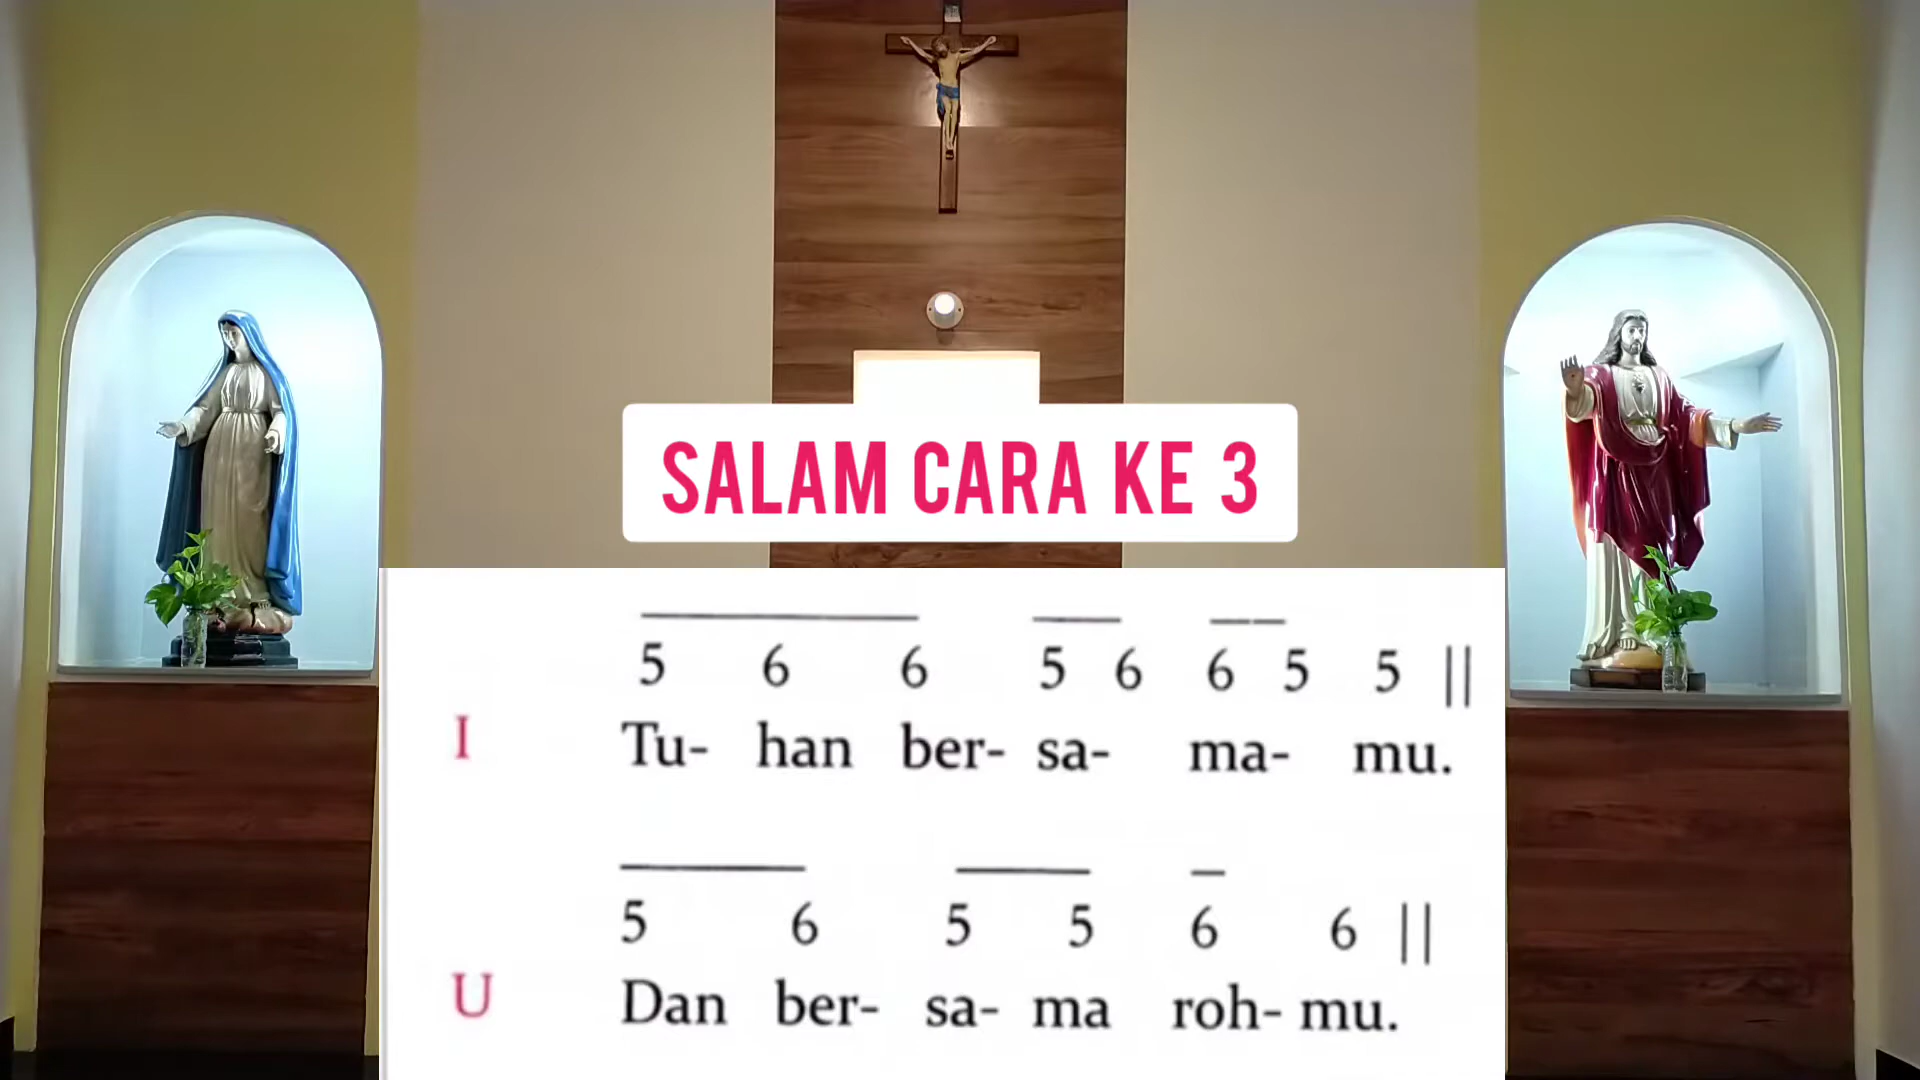 SALAM CARA KE 3
5 6 6 5 6 6 5 5 ||
I Tu- han ber- sa- ma- mu.
5 6 5 5 6 6 ||
U Dan ber- sa- ma roh- mu.